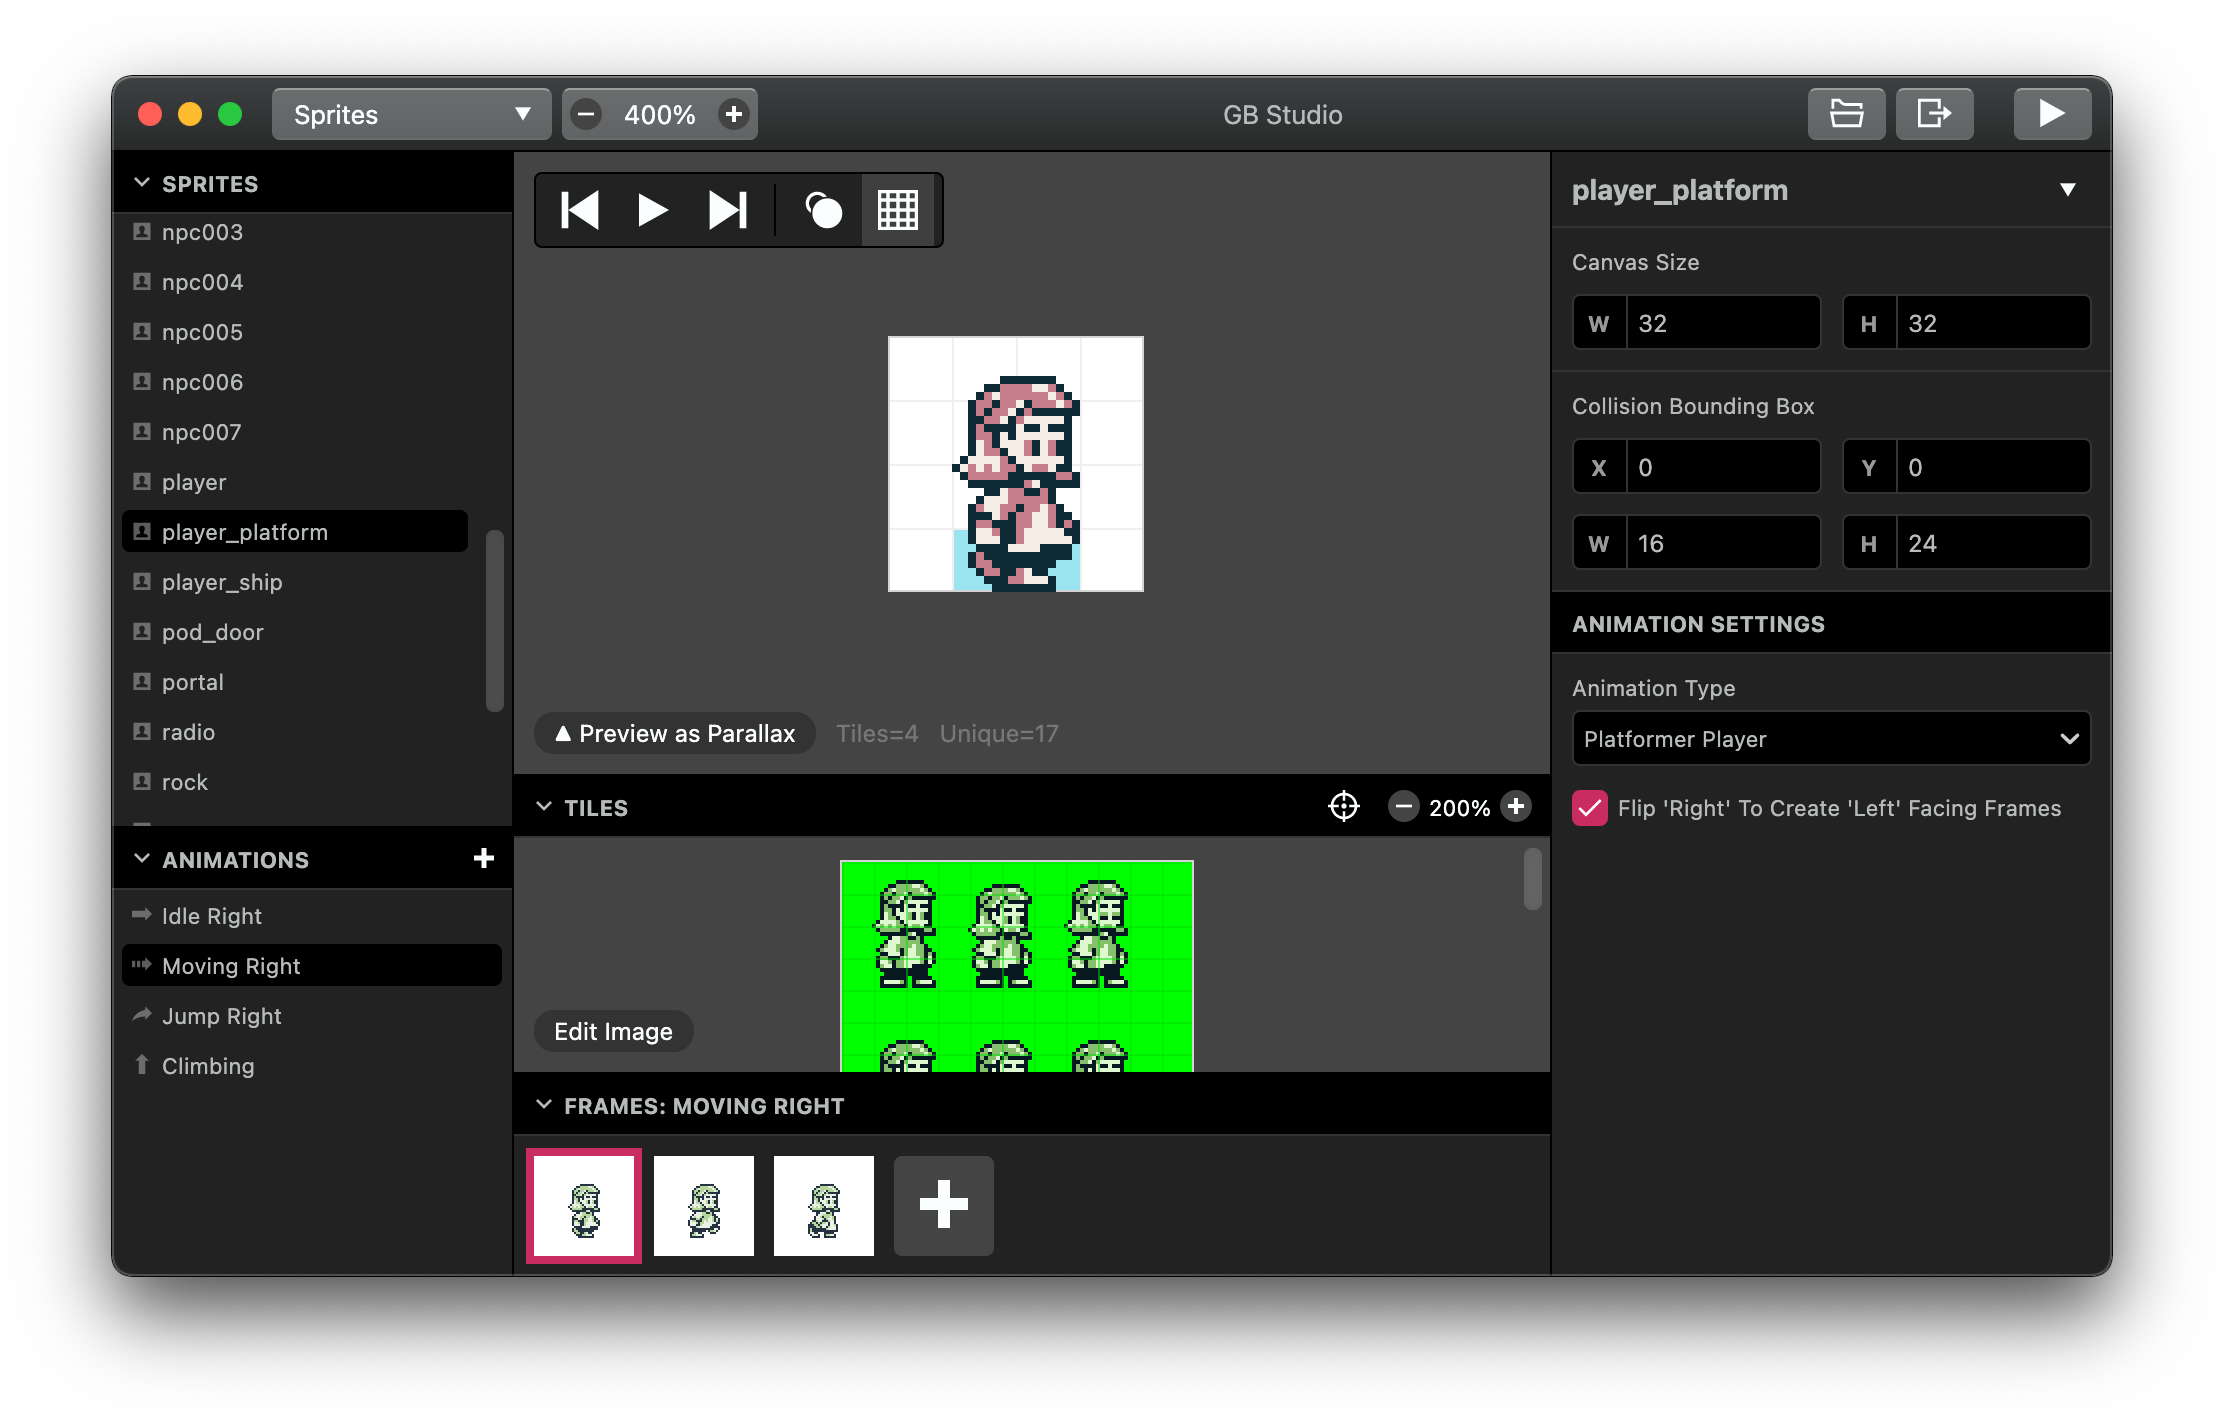 Sprites
400%
GB Studio
SPRITES
npc003
npc004
npc005
npc006
npc007
player
player_platform
player_ship
pod_door
portal
radio
rock
ANIMATIONS
Idle Right
Moving Right
Jump Right
Climbing
Preview as Parallax
Tiles=4 Unique=17
TILES
200%
Edit Image
FRAMES: MOVING RIGHT
player_platform
Canvas Size
W 32 H 32
Collision Bounding Box
X 0 Y 0
W 16 H 24
ANIMATION SETTINGS
Animation Type
Platformer Player
Flip 'Right' To Create 'Left' Facing Frames